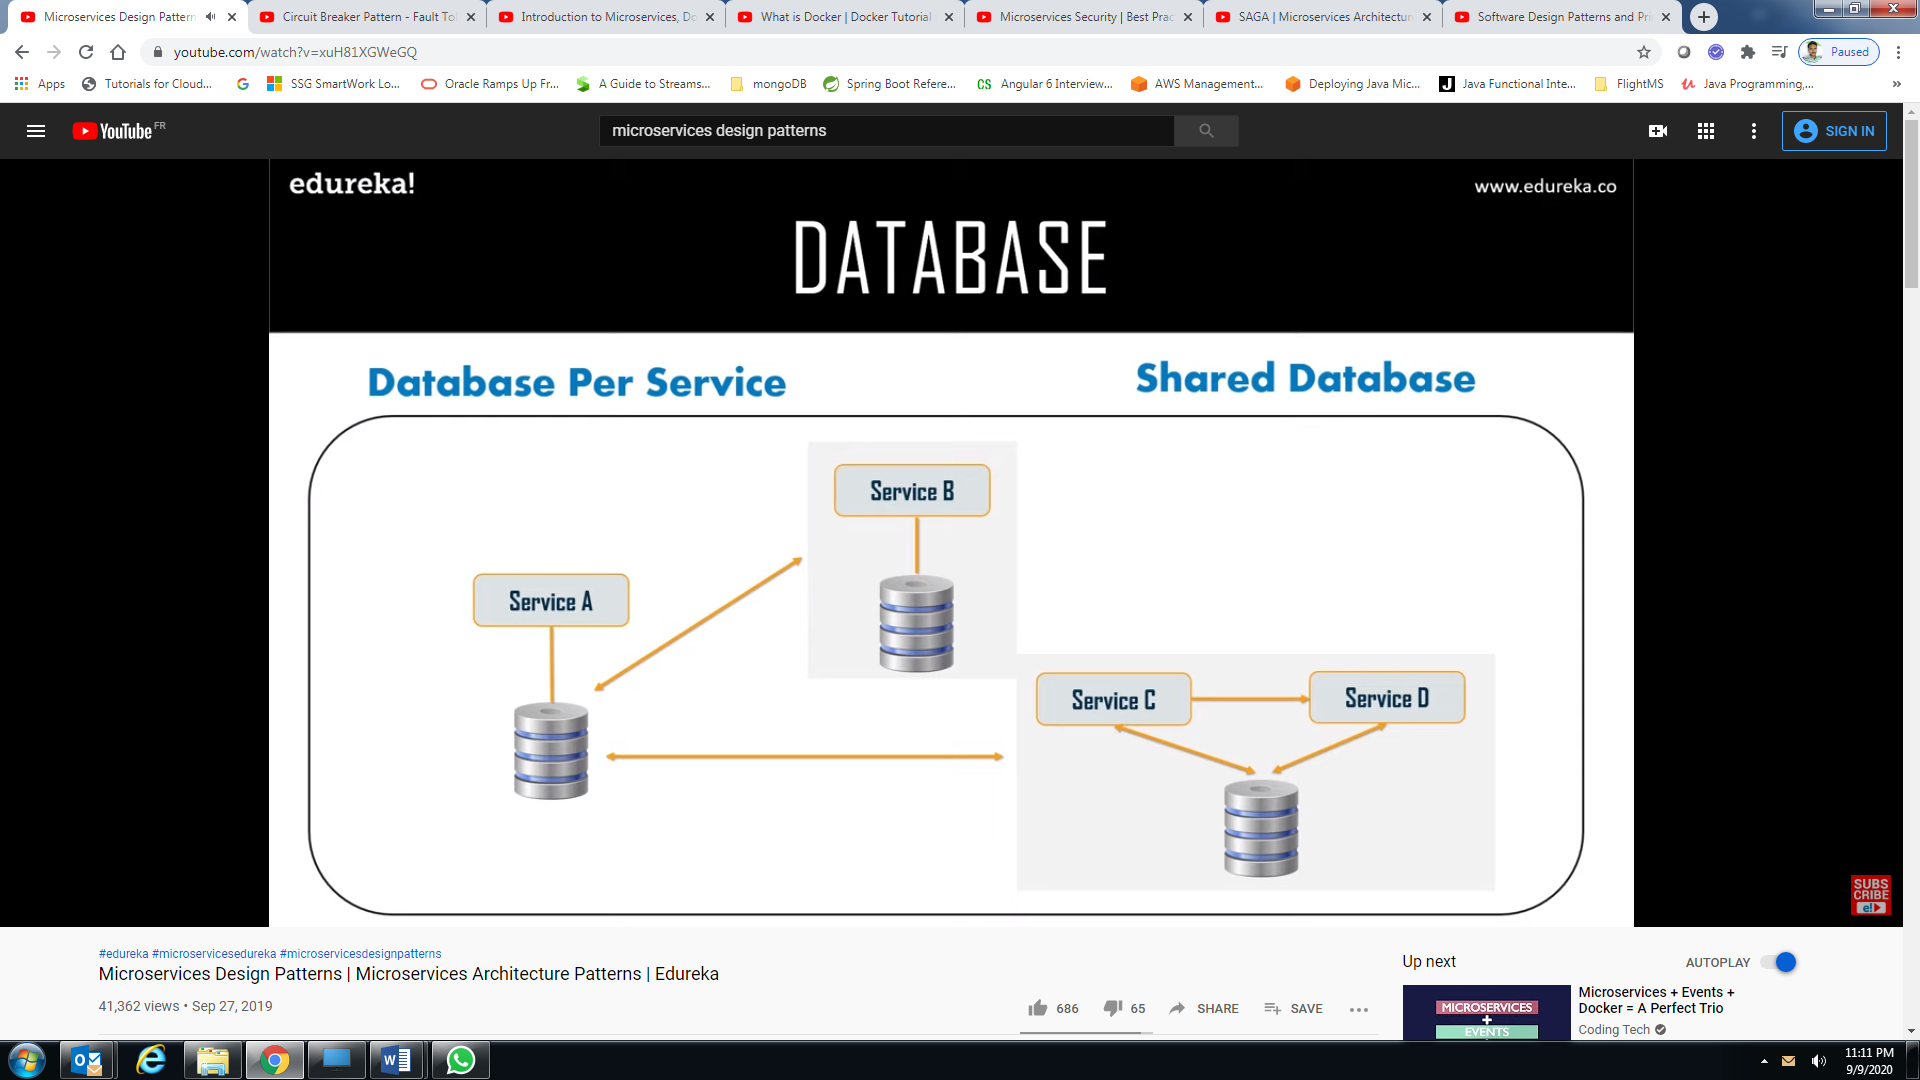 Microservices Design Pattern
Circuit Breaker Pattern - Fault Tol
Introduction to Microservices, Do
What is Docker | Docker Tutorial
Microservices Security | Best Prac
SAGA | Microservices Architectur
Software Design Patterns and Pri
youtube.com/watch?v=xuH81XGWeGQ
Paused
Apps
Tutorials for Cloud...
SSG SmartWork Lo...
Oracle Ramps Up Fr...
A Guide to Streams...
mongoDB
Spring Boot Refere...
CS Angular 6 Interview...
AWS Management...
Deploying Java Mic...
J Java Functional Inte...
FlightMS
Java Programming,...
YouTube FR
microservices design patterns
SIGN IN
edureka!
www.edureka.co
DATABASE
Database Per Service
Shared Database
Service B
Service A
Service C
Service D
SUBS
CRIBE
e!
#edureka #microservicesedureka #microservicesdesignpatterns
Microservices Design Patterns | Microservices Architecture Patterns | Edureka
41,362 views • Sep 27, 2019
686
65
SHARE
SAVE
Up next
AUTOPLAY
MICROSERVICES
+
EVENTS
Microservices + Events +
Docker = A Perfect Trio
Coding Tech
11:11 PM
9/9/2020